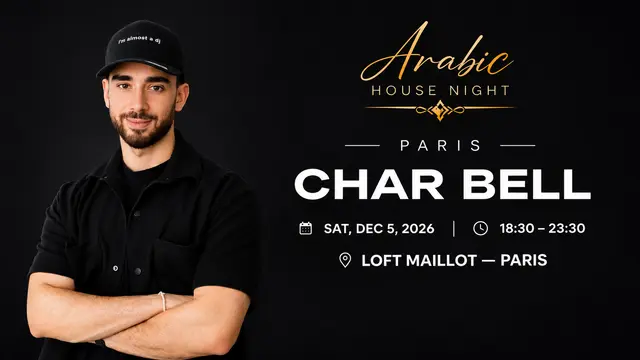 i'm almost a dj
Arabic
HOUSE NIGHT
PARIS
CHAR BELL
SAT, DEC 5, 2026 | 18:30 – 23:30
LOFT MAILLOT — PARIS